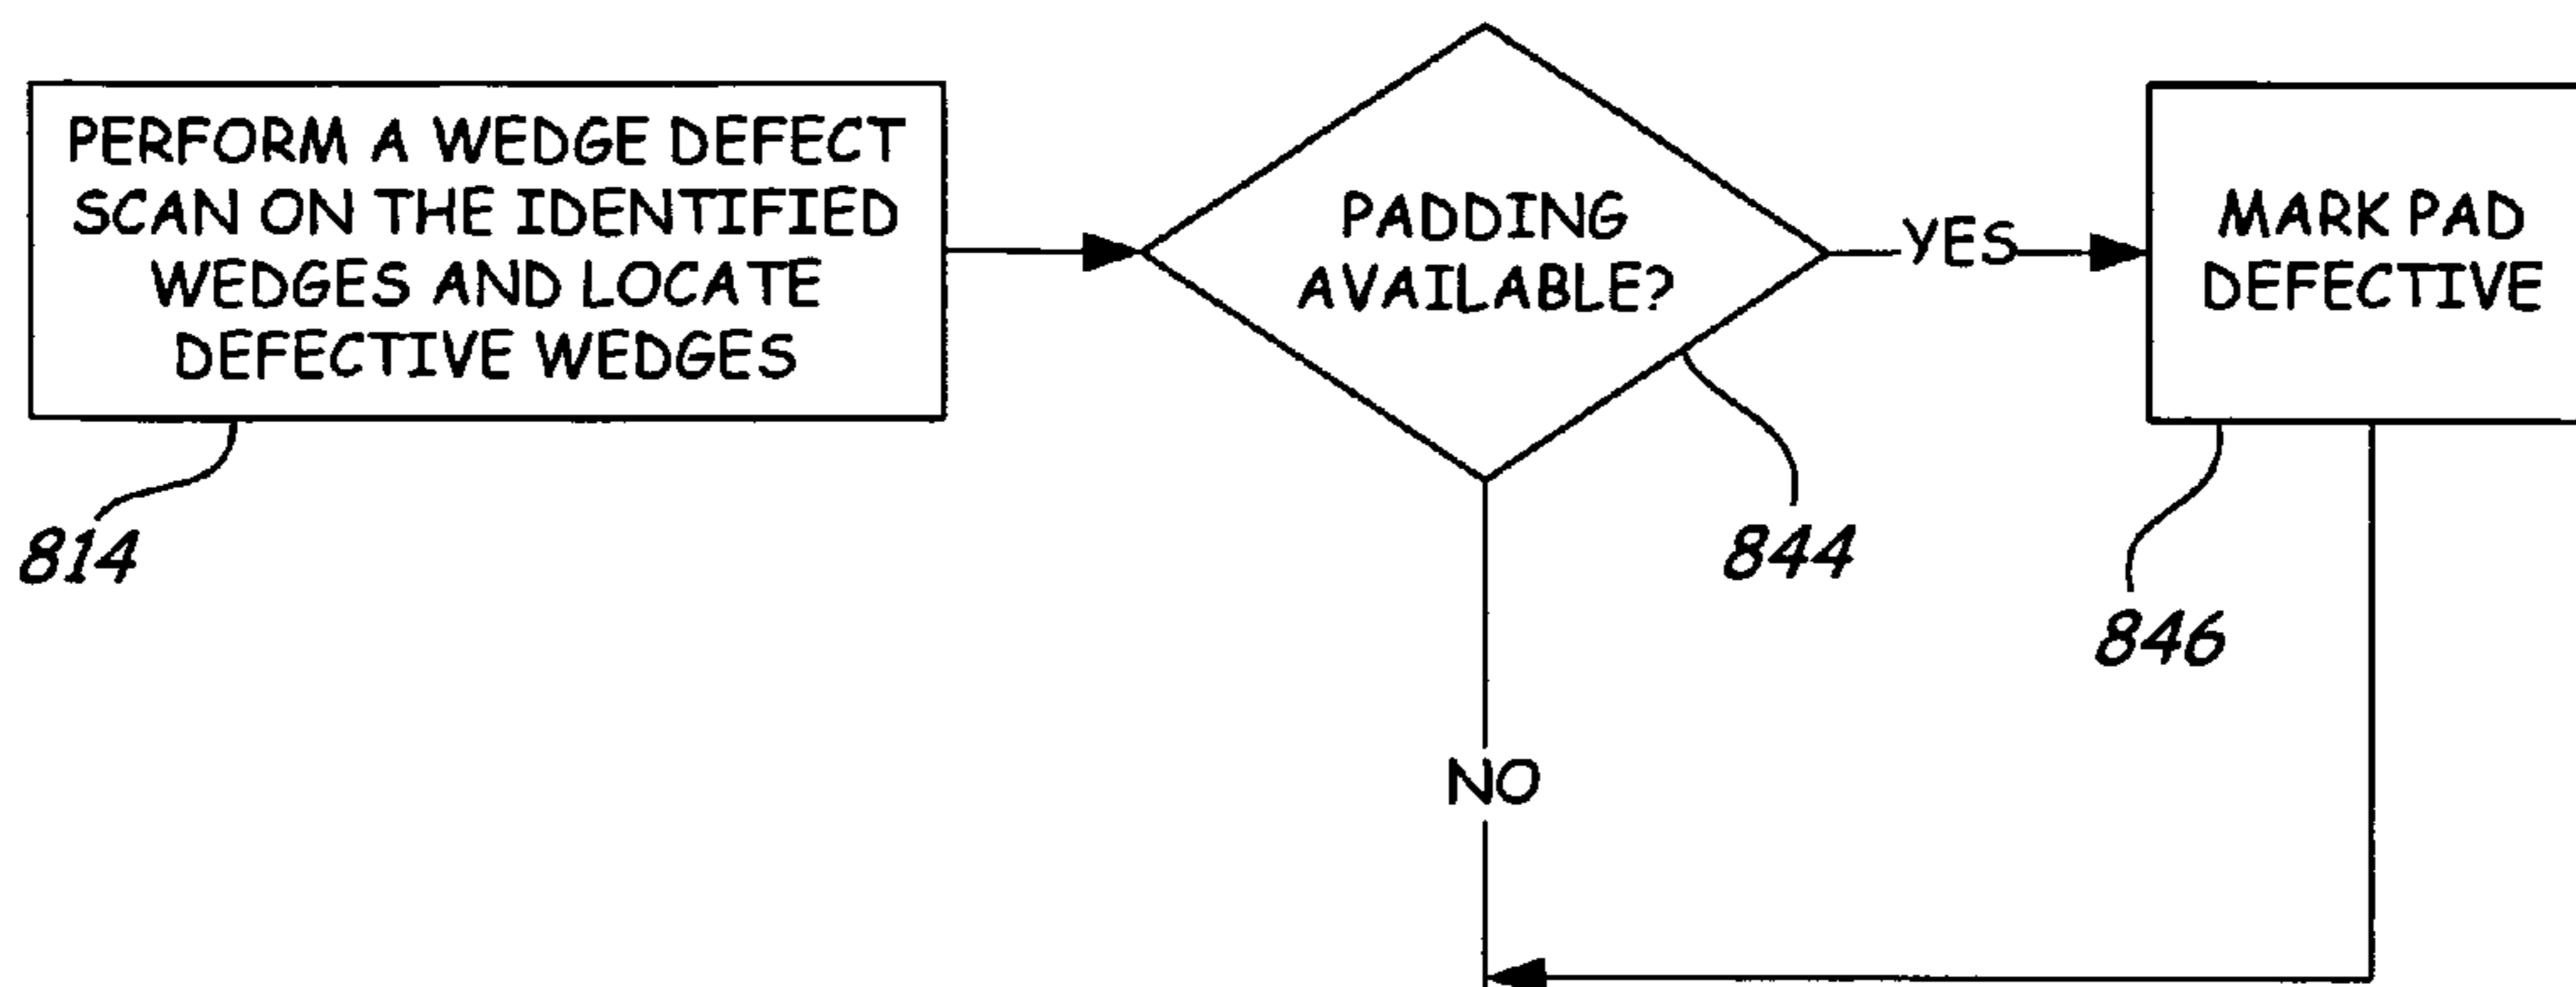 PERFORM A WEDGE DEFECT
SCAN ON THE IDENTIFIED
WEDGES AND LOCATE
DEFECTIVE WEDGES
814
PADDING
AVAILABLE?
844
YES
MARK PAD
DEFECTIVE
846
NO